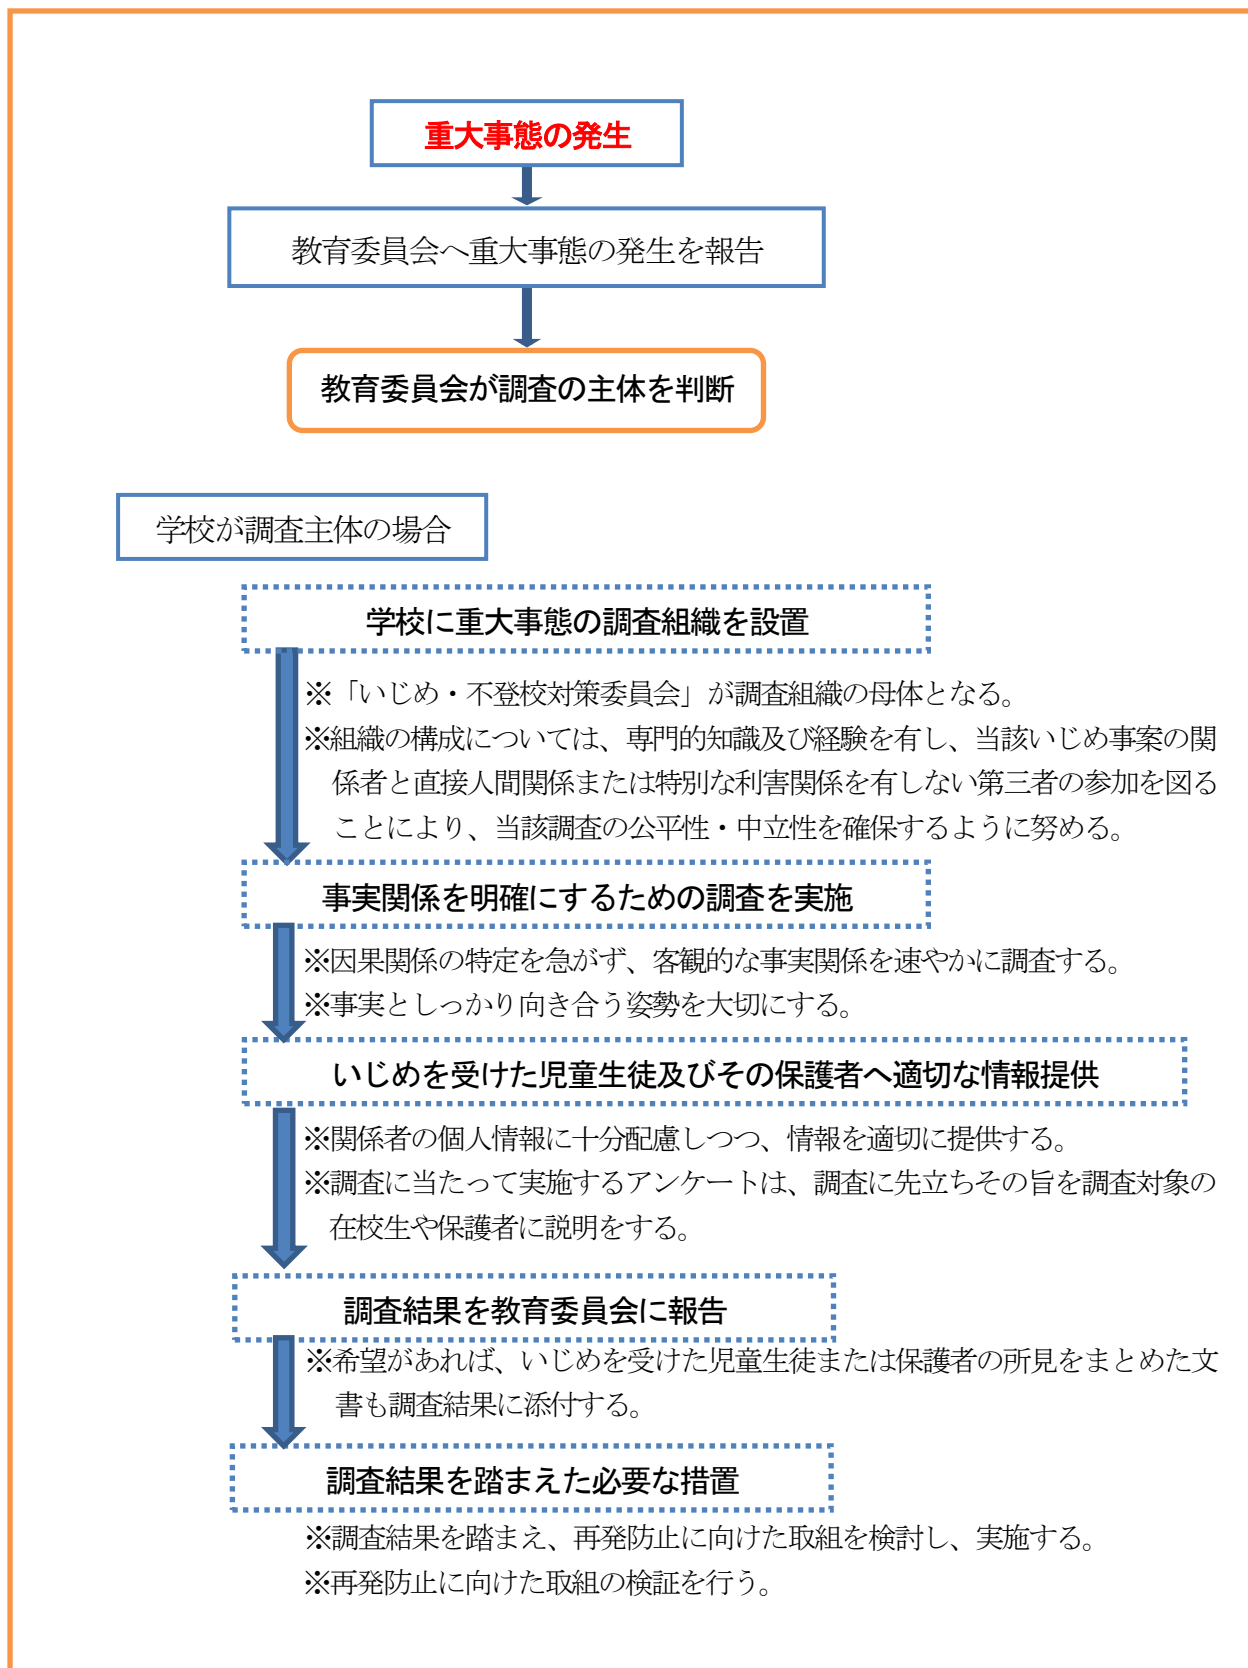 重大事態の発生
教育委員会へ重大事態の発生を報告
教育委員会が調査の主体を判断
学校が調査主体の場合
学校に重大事態の調査組織を設置
※「いじめ・不登校対策委員会」が調査組織の母体となる。
※組織の構成については、専門的知識及び経験を有し、当該いじめ事案の関
係者と直接人間関係または特別な利害関係を有しない第三者の参加を図る
ことにより、当該調査の公平性・中立性を確保するように努める。
事実関係を明確にするための調査を実施
※因果関係の特定を急がず、客観的な事実関係を速やかに調査する。
※事実としっかり向き合う姿勢を大切にする。
いじめを受けた児童生徒及びその保護者へ適切な情報提供
※関係者の個人情報に十分配慮しつつ、情報を適切に提供する。
※調査に当たって実施するアンケートは、調査に先立ちその旨を調査対象の
在校生や保護者に説明をする。
調査結果を教育委員会に報告
※希望があれば、いじめを受けた児童生徒または保護者の所見をまとめた文
書も調査結果に添付する。
調査結果を踏まえた必要な措置
※調査結果を踏まえ、再発防止に向けた取組を検討し、実施する。
※再発防止に向けた取組の検証を行う。